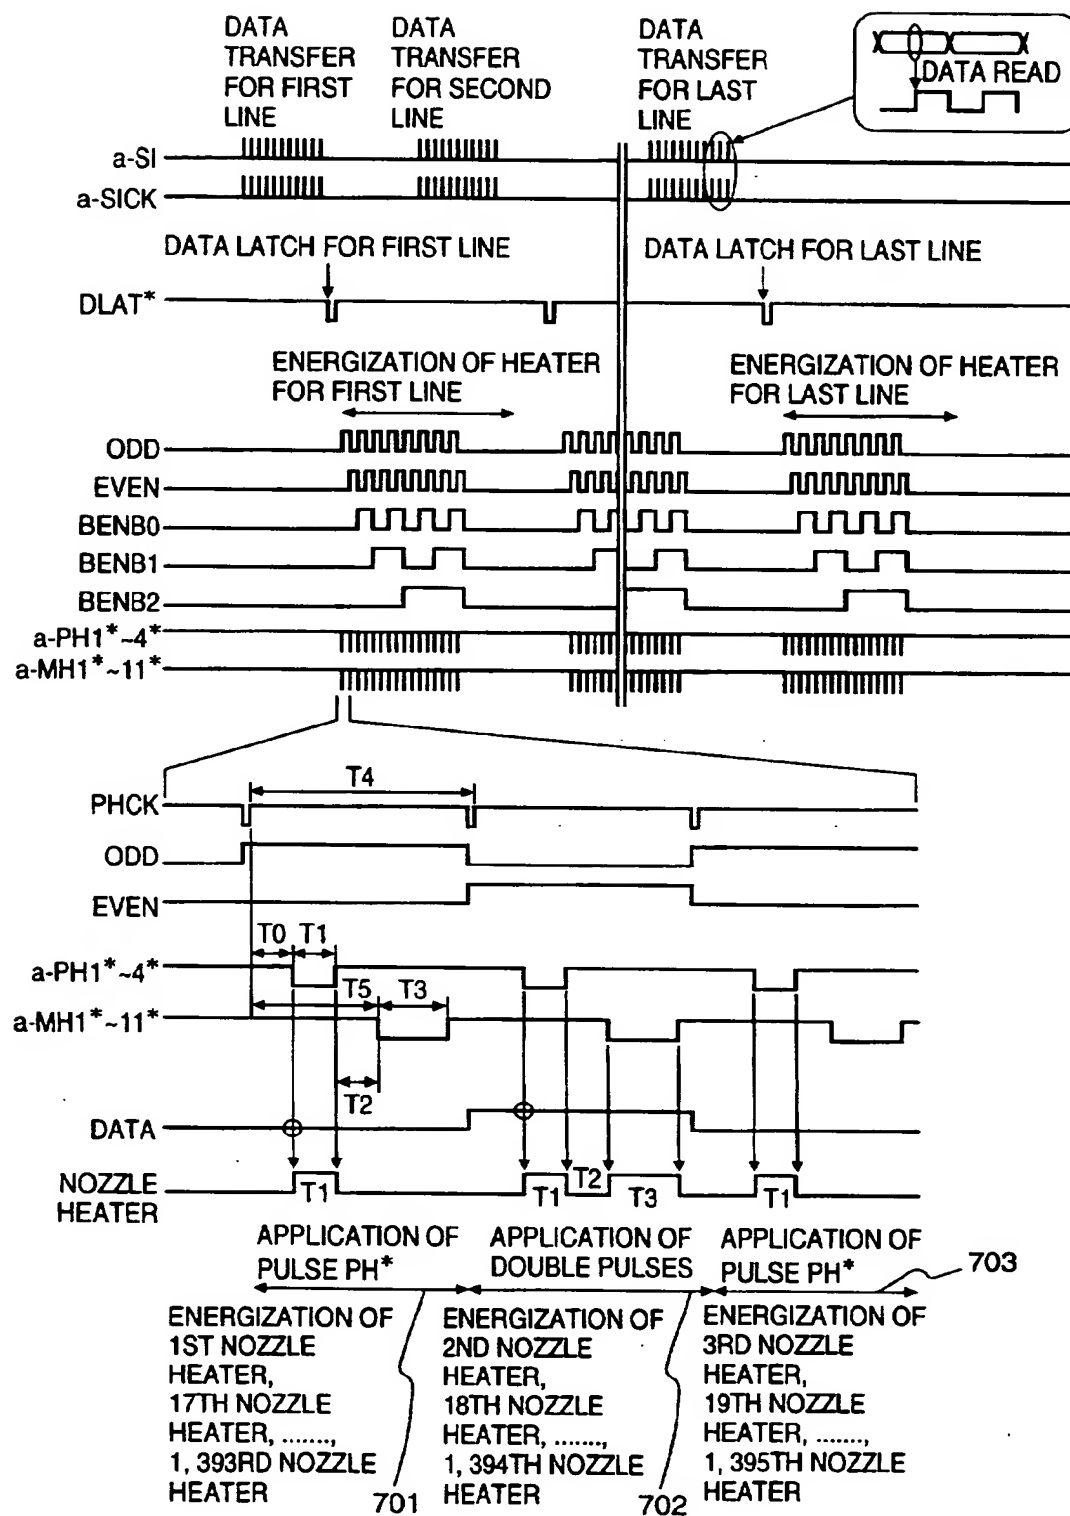 DATA TRANSFER FOR FIRST LINE
DATA TRANSFER FOR SECOND LINE
DATA TRANSFER FOR LAST LINE
DATA READ
a-SI
a-SICK
DATA LATCH FOR FIRST LINE
DATA LATCH FOR LAST LINE
DLAT*
ENERGIZATION OF HEATER FOR FIRST LINE
ENERGIZATION OF HEATER FOR LAST LINE
ODD
EVEN
BENB0
BENB1
BENB2
a-PH1*~4*
a-MH1*~11*
T4
PHCK
ODD
EVEN
T0 T1
a-PH1*~4*
T5 T3
a-MH1*~11*
T2
DATA
NOZZLE HEATER
T1
T1
T2
T3
T1
APPLICATION OF PULSE PH*
APPLICATION OF DOUBLE PULSES
APPLICATION OF PULSE PH*
703
ENERGIZATION OF
1ST NOZZLE
HEATER,
17TH NOZZLE
HEATER, .......,
1, 393RD NOZZLE
HEATER
701
ENERGIZATION OF
2ND NOZZLE
HEATER,
18TH NOZZLE
HEATER, .......,
1, 394TH NOZZLE
HEATER
702
ENERGIZATION OF
3RD NOZZLE
HEATER,
19TH NOZZLE
HEATER, .......,
1, 395TH NOZZLE
HEATER